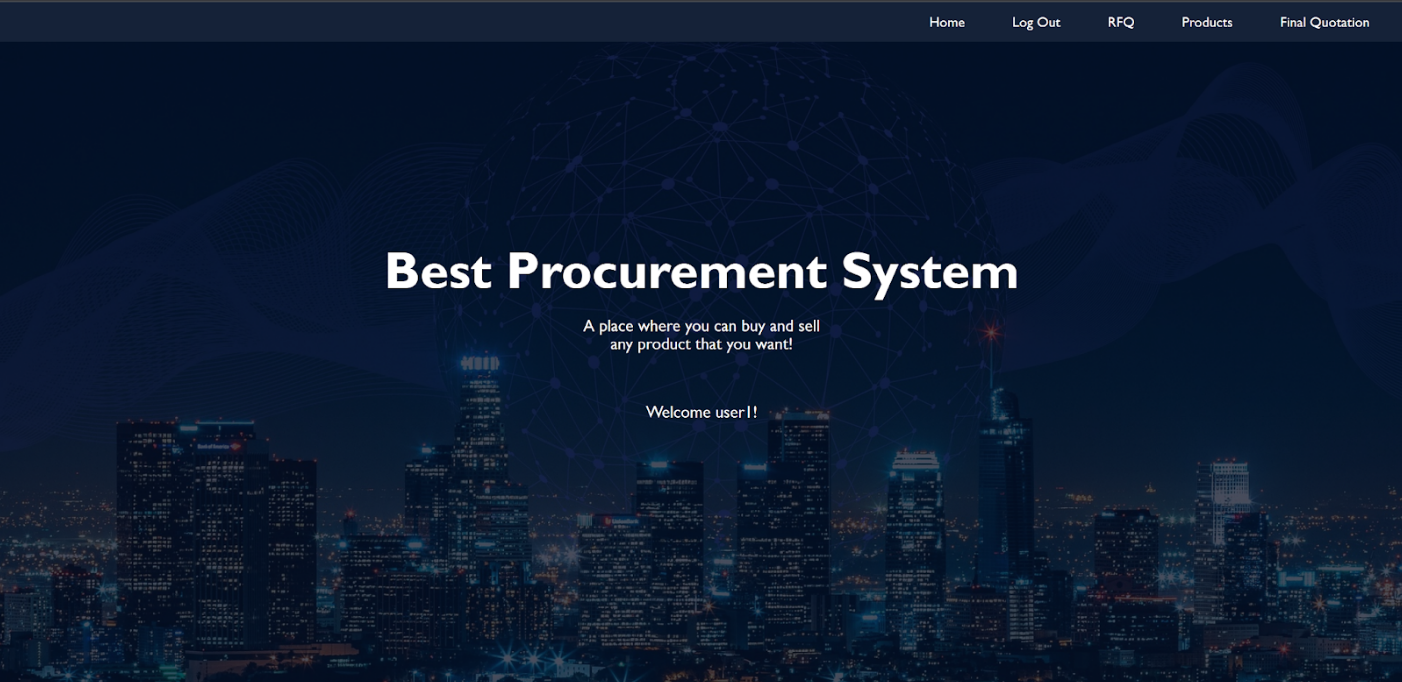 Home Log Out RFQ Products Final Quotation
Best Procurement System
A place where you can buy and sell
any product that you want!
Welcome user1!